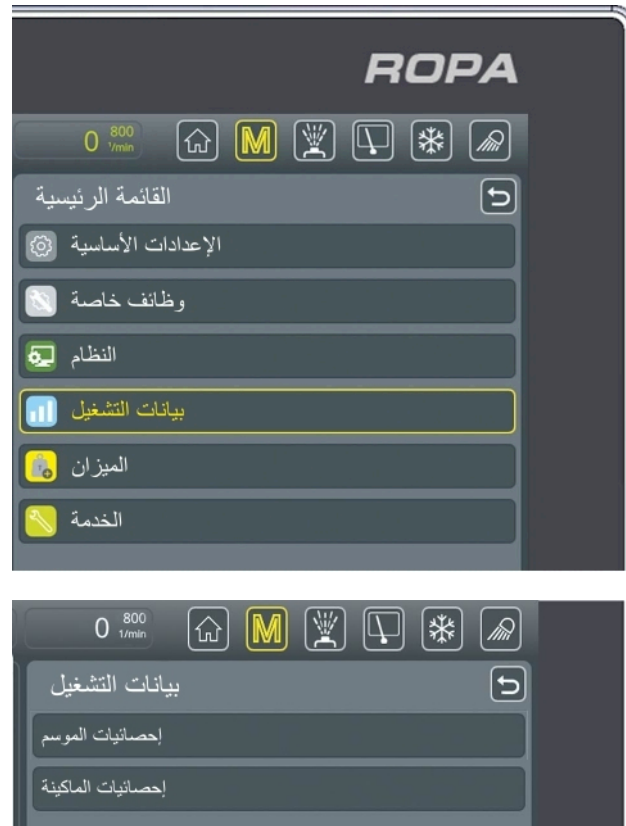 ROPA
0 800 1/min
M
القائمة الرئيسية
الإعدادات الأساسية
وظائف خاصة
النظام
بيانات التشغيل
الميزان
الخدمة
0 800 1/min
M
بيانات التشغيل
إحصائيات الموسم
إحصائيات الماكينة